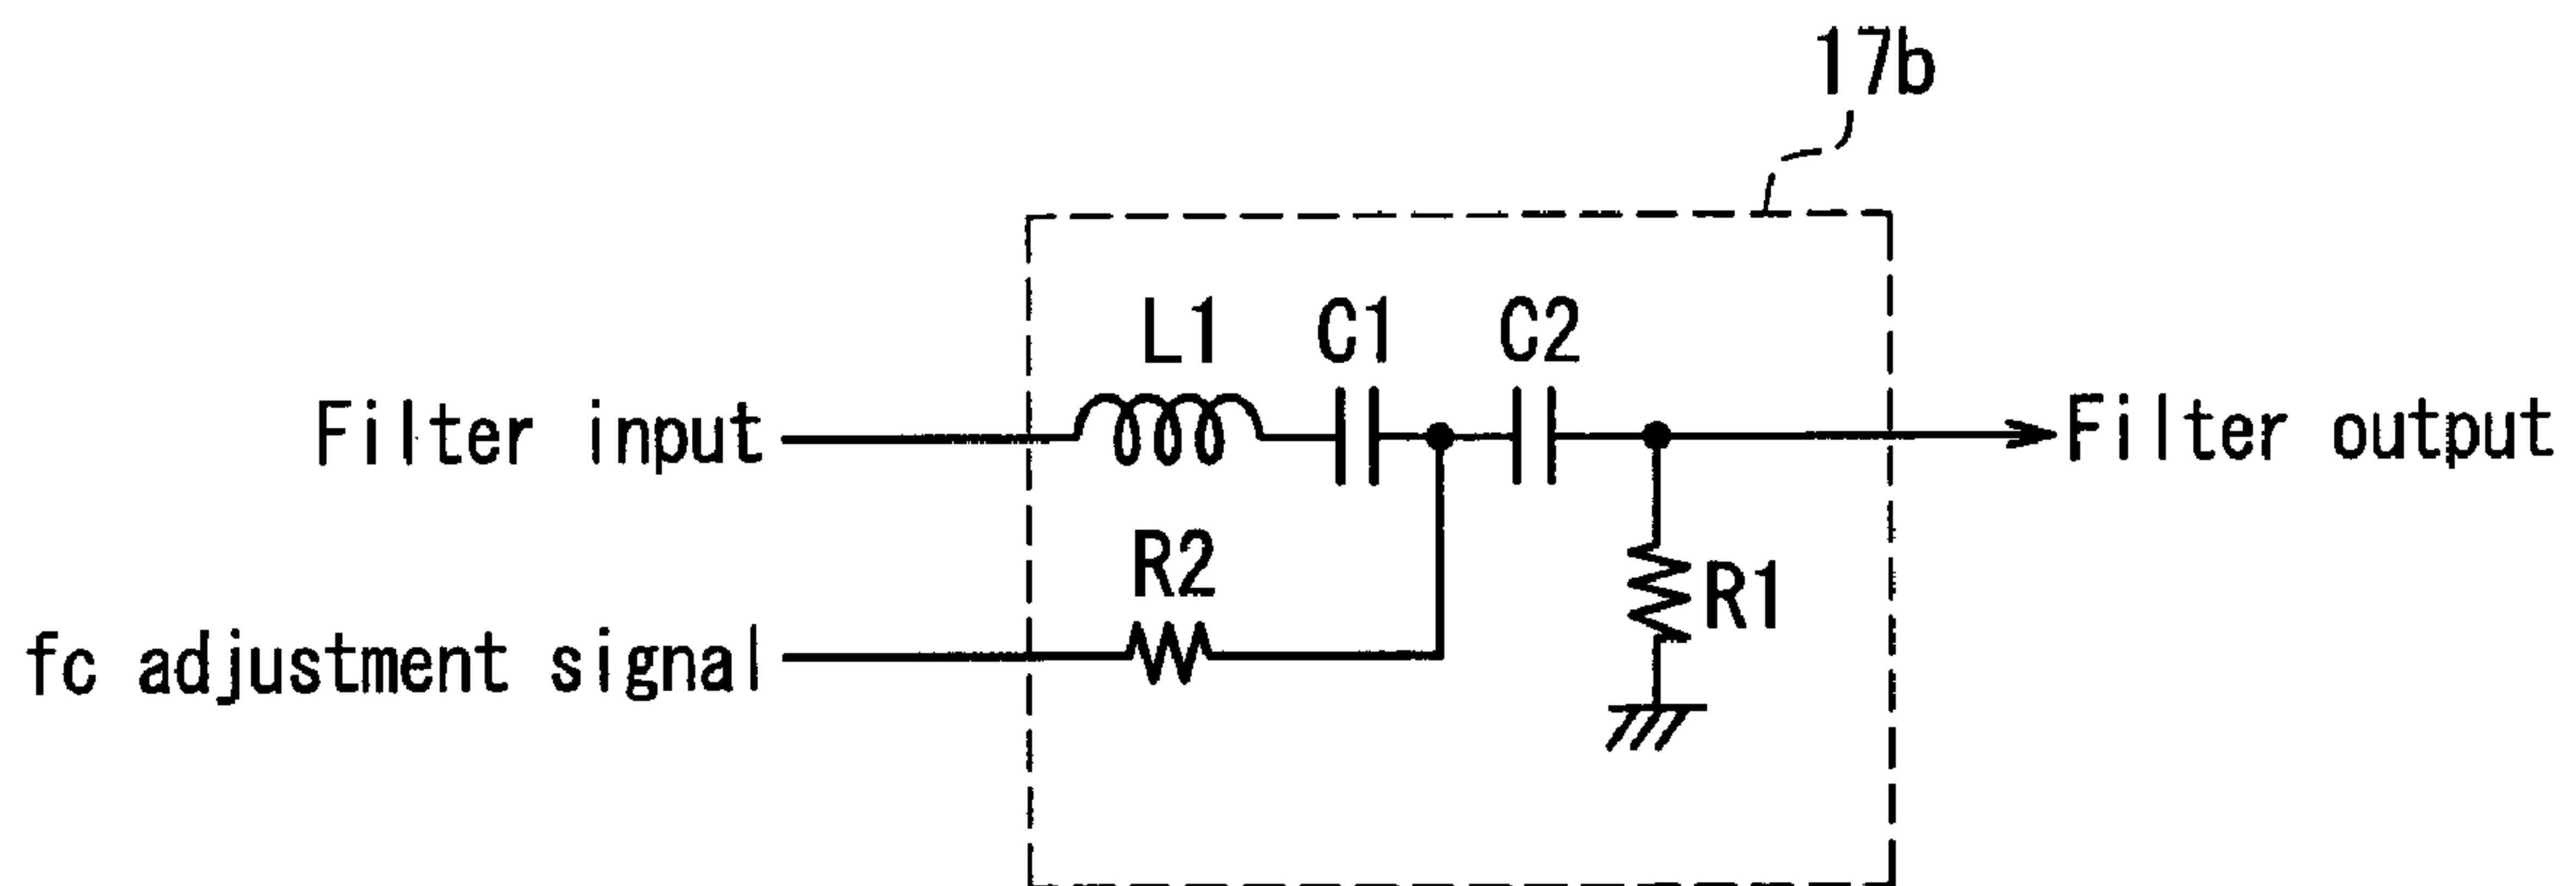 17b
L1 C1 C2
Filter input
Filter output
R2
R1
fc adjustment signal